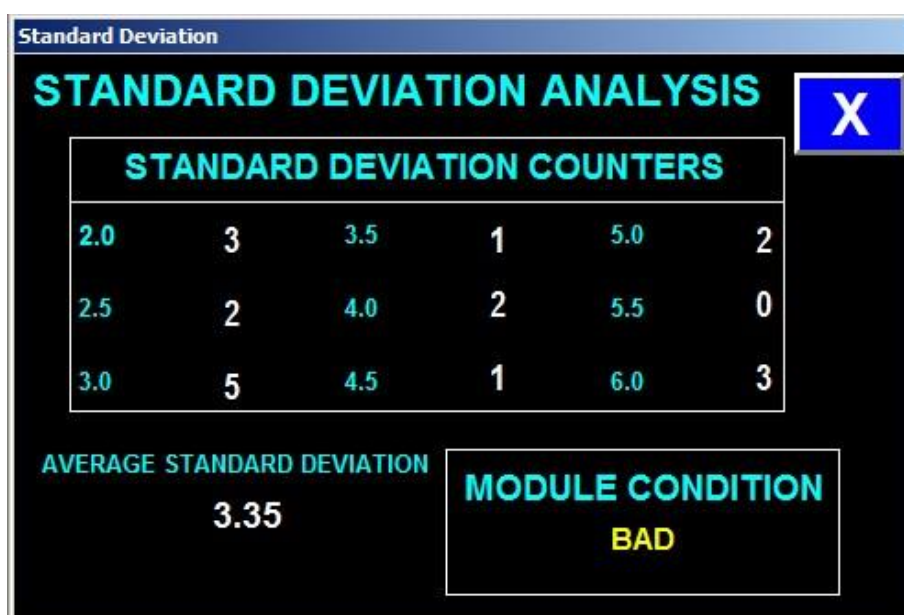 Standard Deviation
STANDARD DEVIATION ANALYSIS
X
STANDARD DEVIATION COUNTERS
2.0 3 3.5 1 5.0 2
2.5 2 4.0 2 5.5 0
3.0 5 4.5 1 6.0 3
AVERAGE STANDARD DEVIATION
3.35
MODULE CONDITION
BAD